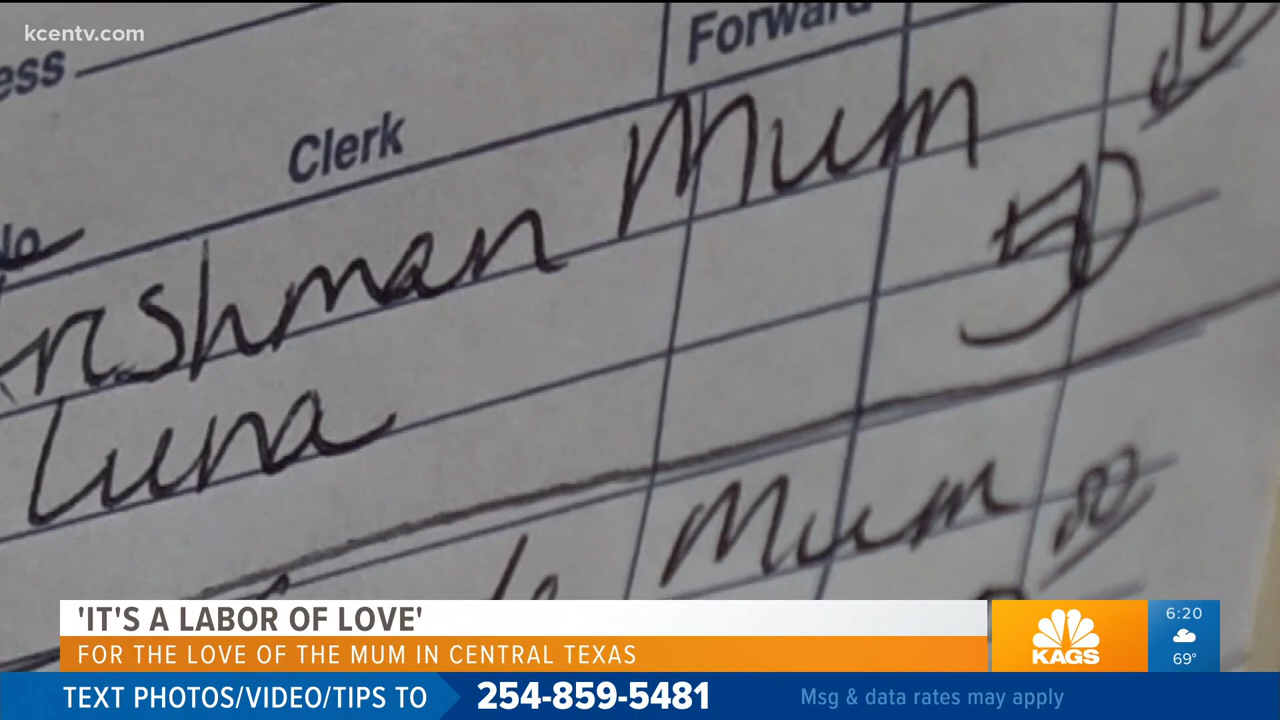 kcentv.com
Forward
ess
Clerk
No
Mum
Luna
50
Mum
'IT'S A LABOR OF LOVE'
FOR THE LOVE OF THE MUM IN CENTRAL TEXAS
KAGS
6:20
69°
TEXT PHOTOS/VIDEO/TIPS TO 254-859-5481 Msg & data rates may apply